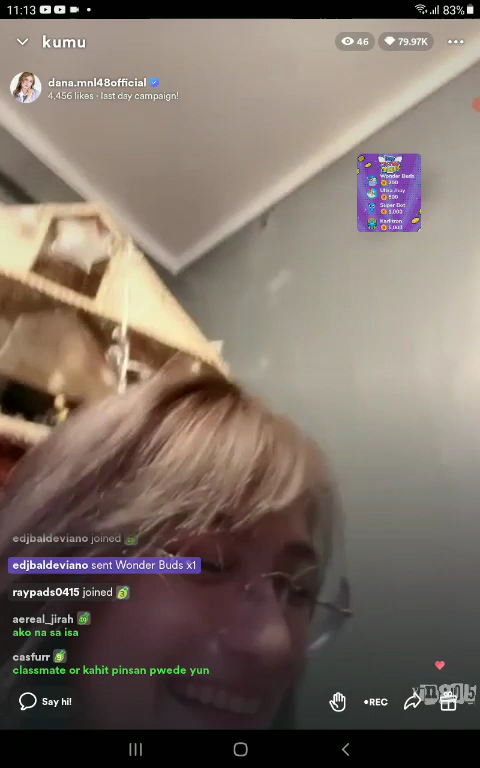 11:13
83%
kumu
46
79.97K
dana.mnl48official
4,456 likes · last day campaign!
Wonder Buds
Super Bot
edjbaldeviano joined
edjbaldeviano sent Wonder Buds x1
raypads0415 joined
aereal_jirah
ako na sa isa
casfurr
classmate or kahit pinsan pwede yun
Say hi!
•REC